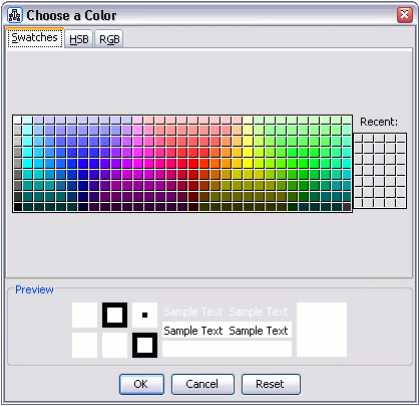 Choose a Color
Swatches HSB RGB
Recent:
Preview
Sample Text Sample Text
Sample Text Sample Text
OK Cancel Reset